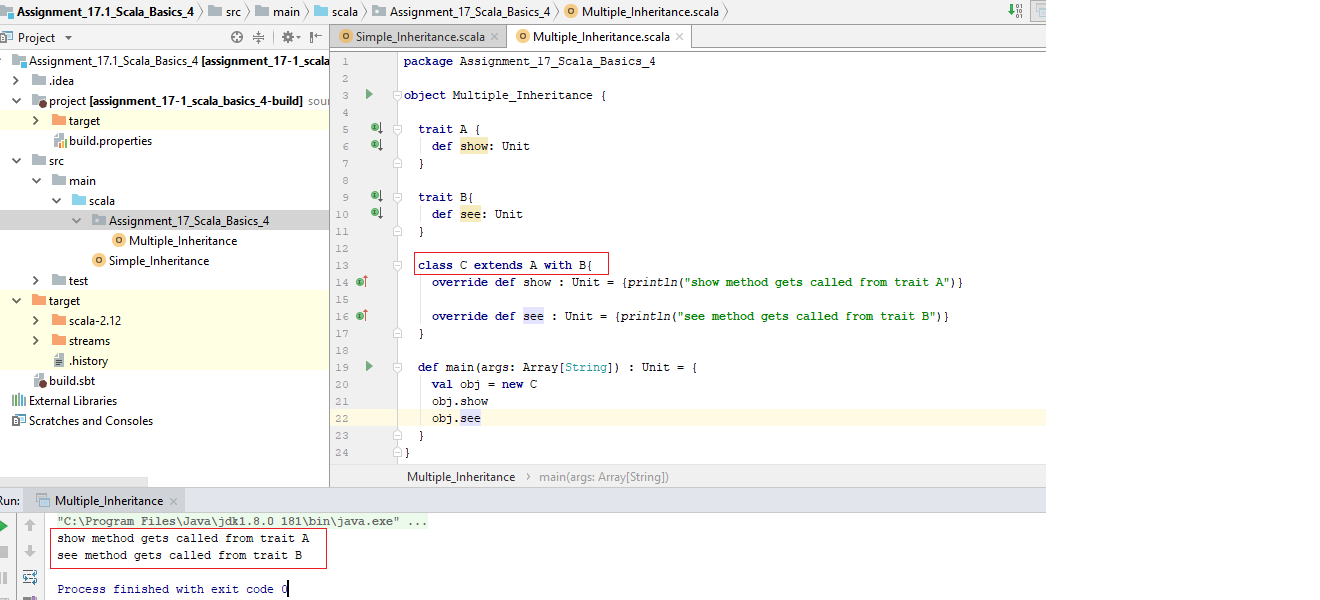 Assignment_17.1_Scala_Basics_4 src main scala Assignment_17_Scala_Basics_4 Multiple_Inheritance.scala
Project
Simple_Inheritance.scala Multiple_Inheritance.scala
Assignment_17.1_Scala_Basics_4 [assignment_17-1_scala
.idea
project [assignment_17-1_scala_basics_4-build] sour
target
build.properties
src
main
scala
Assignment_17_Scala_Basics_4
Multiple_Inheritance
Simple_Inheritance
test
target
scala-2.12
streams
.history
build.sbt
External Libraries
Scratches and Consoles
1 package Assignment_17_Scala_Basics_4
2
3 object Multiple_Inheritance {
4
5 trait A {
6 def show: Unit
7 }
8
9 trait B{
10 def see: Unit
11 }
12
13 class C extends A with B{
14 override def show : Unit = {println("show method gets called from trait A")}
15
16 override def see : Unit = {println("see method gets called from trait B")}
17 }
18
19 def main(args: Array[String]) : Unit = {
20 val obj = new C
21 obj.show
22 obj.see
23 }
24 }
Multiple_Inheritance main(args: Array[String])
Run: Multiple_Inheritance
"C:\Program Files\Java\jdk1.8.0_181\bin\java.exe" ...
show method gets called from trait A
see method gets called from trait B
Process finished with exit code 0